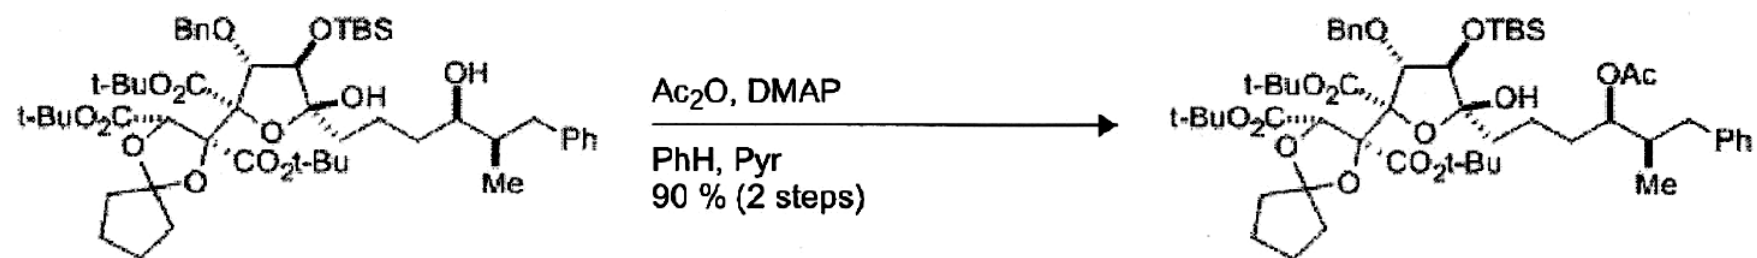 BnO OTBS
OH
t-BuO2C OH
t-BuO2C
O O
CO2t-Bu Ph
O Me
Ac2O, DMAP
PhH, Pyr
90 % (2 steps)
BnO OTBS
OAc
t-BuO2C OH
t-BuO2C
O O
CO2t-Bu Ph
O Me